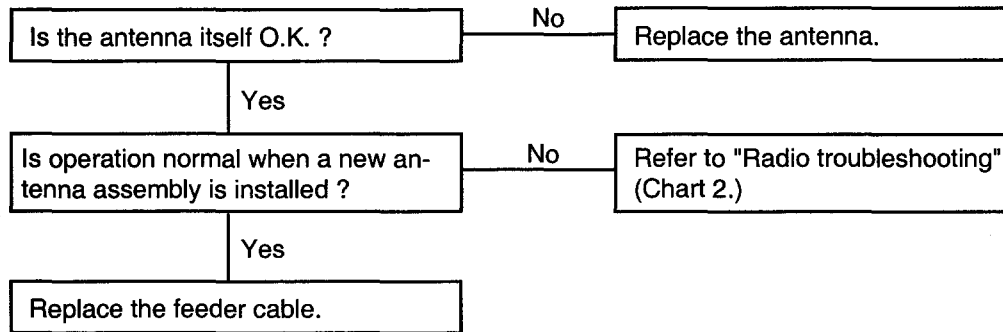 Is the antenna itself O.K. ?
No
Replace the antenna.
Yes
Is operation normal when a new an-
tenna assembly is installed ?
No
Refer to "Radio troubleshooting"
(Chart 2.)
Yes
Replace the feeder cable.